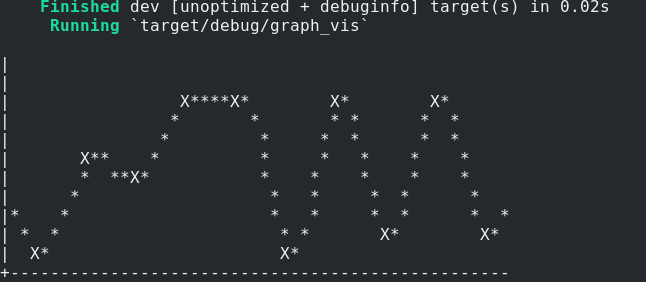 Finished dev [unoptimized + debuginfo] target(s) in 0.02s
     Running `target/debug/graph_vis`

|
|
|                 X****X*        X*        X*
|                *       *       * *      *  *
|               *         *     *  *      *  *
|       X**    *          *     *   *    *    *
|       *  **X*           *    *    *    *    *
|      *                   *   *     *  *      *
|*    *                    *   *     *  *      *  *
| *  *                      * *       X*        X*
|  X*                       X*
+--------------------------------------------------